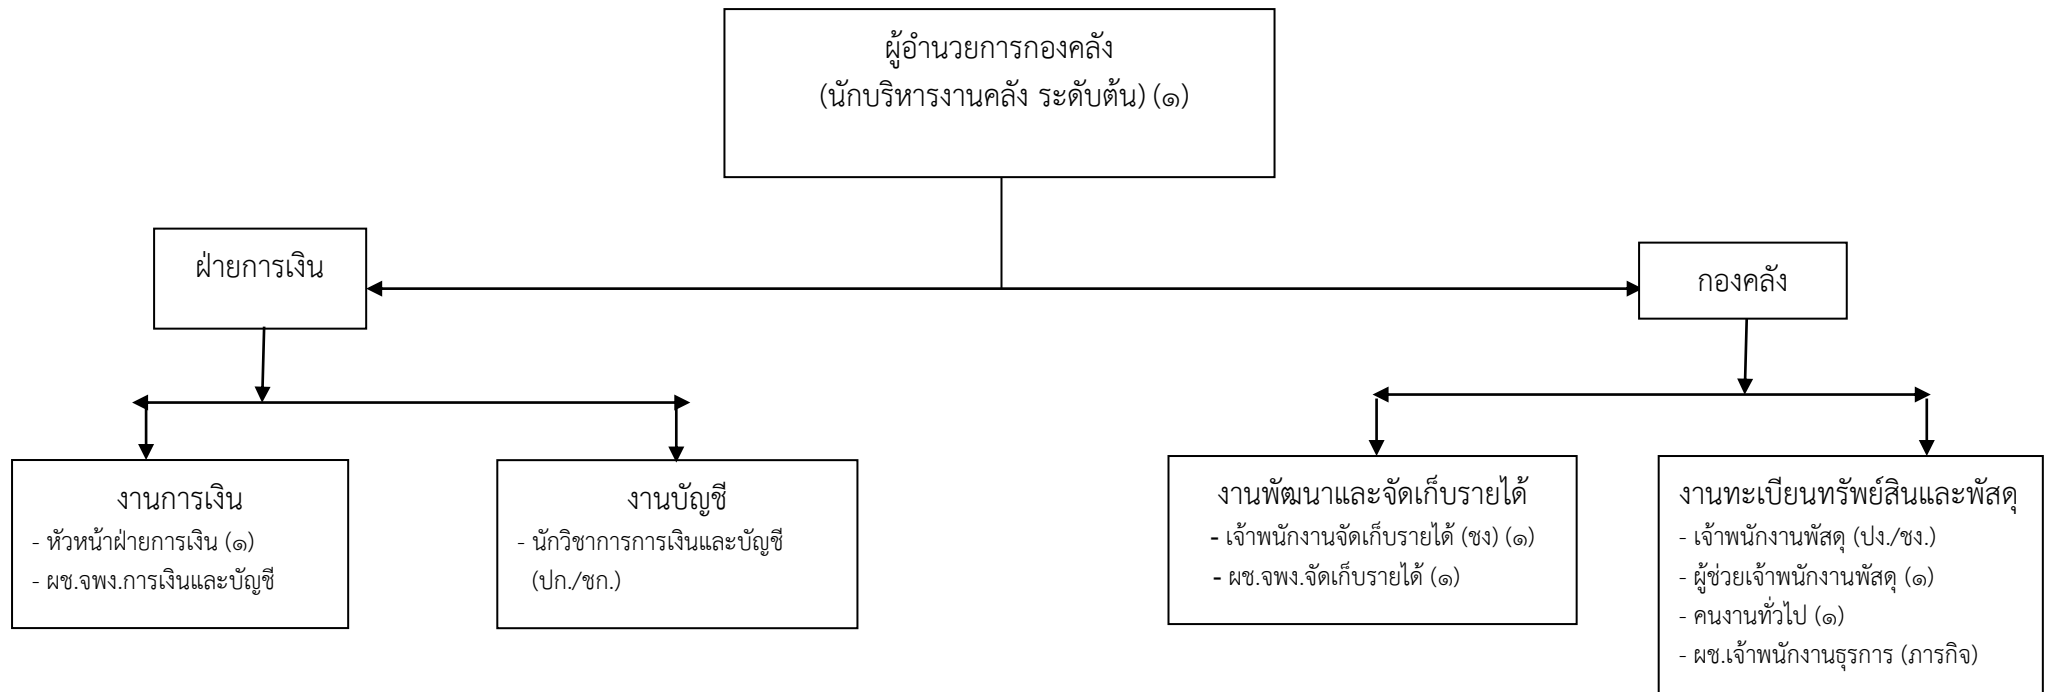 ผู้อำนวยการกองคลัง
(นักบริหารงานคลัง ระดับต้น) (๑)
ฝ่ายการเงิน
กองคลัง
งานการเงิน
- หัวหน้าฝ่ายการเงิน (๑)
- ผช.จพง.การเงินและบัญชี
งานบัญชี
- นักวิชาการการเงินและบัญชี
(ปก./ชก.)
งานพัฒนาและจัดเก็บรายได้
- เจ้าพนักงานจัดเก็บรายได้ (ชง) (๑)
- ผช.จพง.จัดเก็บรายได้ (๑)
งานทะเบียนทรัพย์สินและพัสดุ
- เจ้าพนักงานพัสดุ (ปง./ชง.)
- ผู้ช่วยเจ้าพนักงานพัสดุ (๑)
- คนงานทั่วไป (๑)
- ผช.เจ้าพนักงานธุรการ (ภารกิจ)